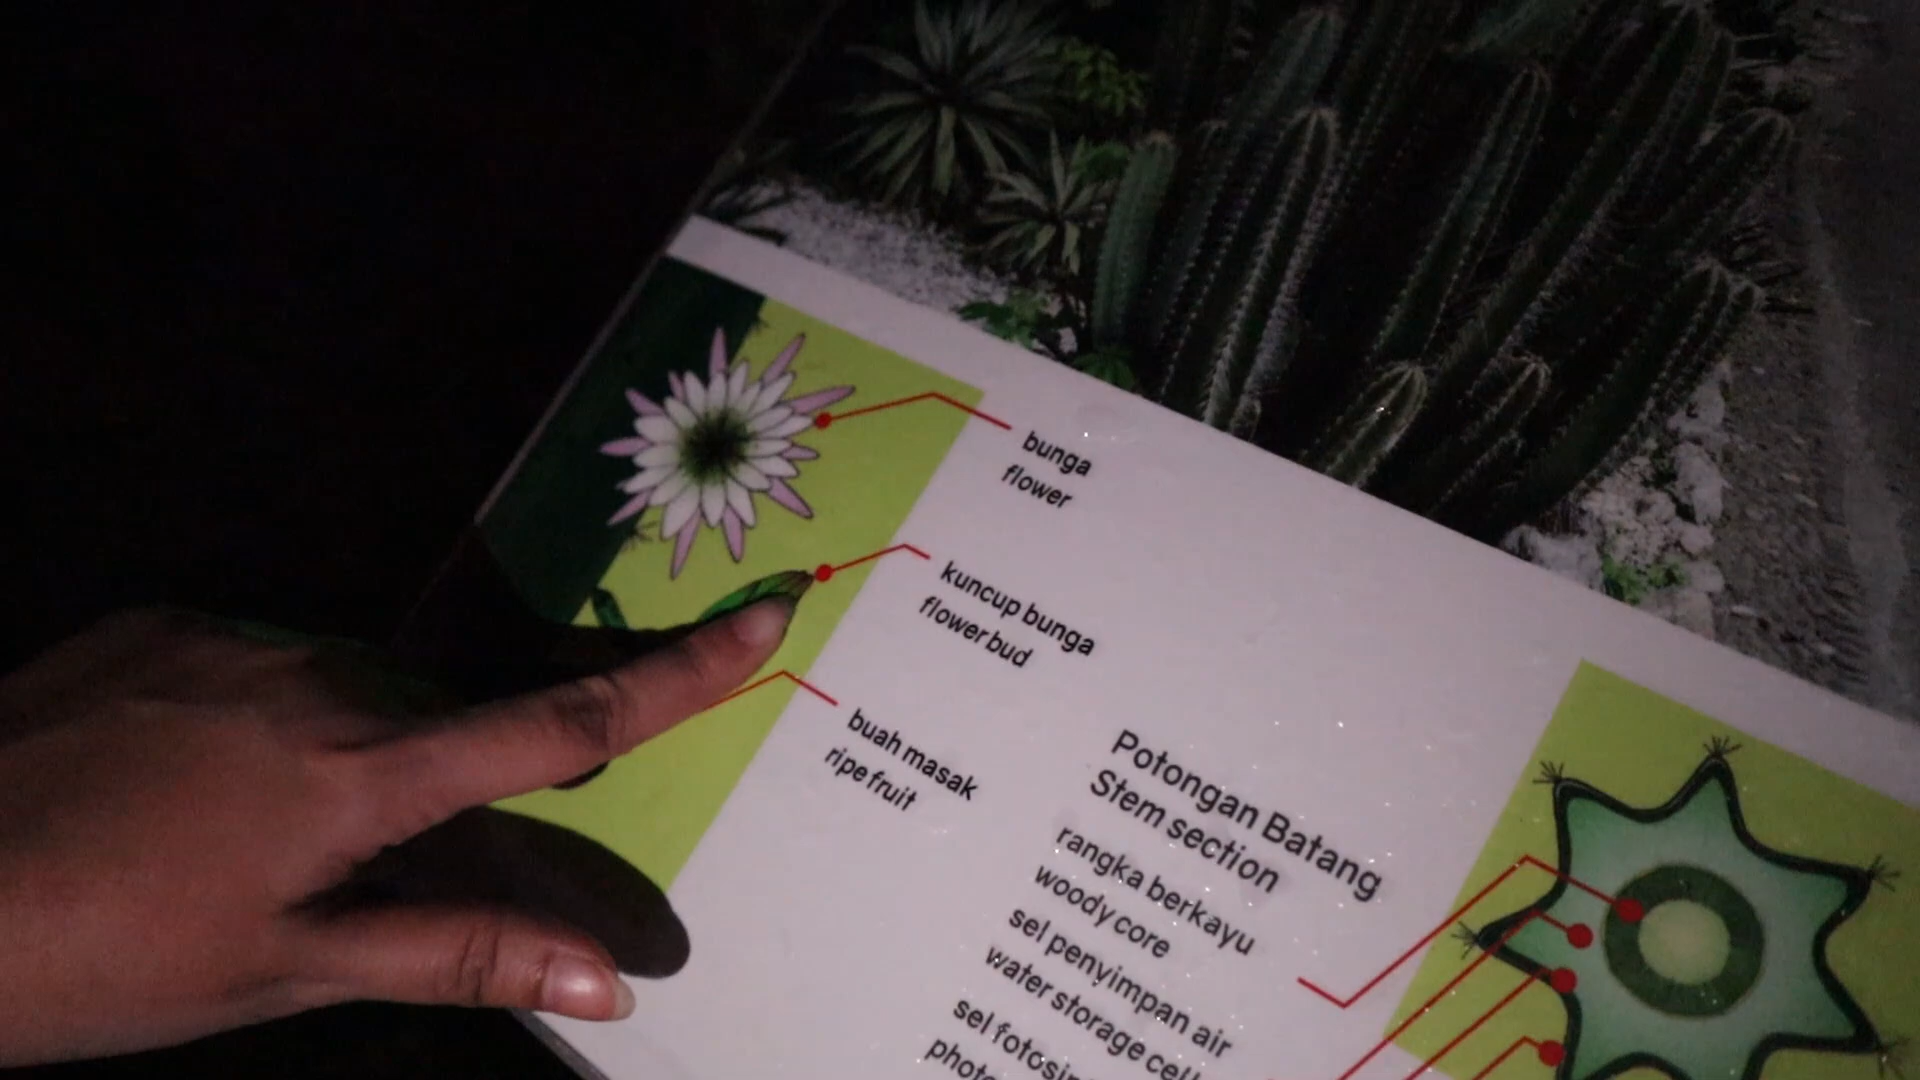 bunga
flower
kuncup bunga
flower bud
buah masak
ripe fruit
Potongan Batang
Stem section
rangka berkayu
woody core
sel penyimpan air
water storage cell